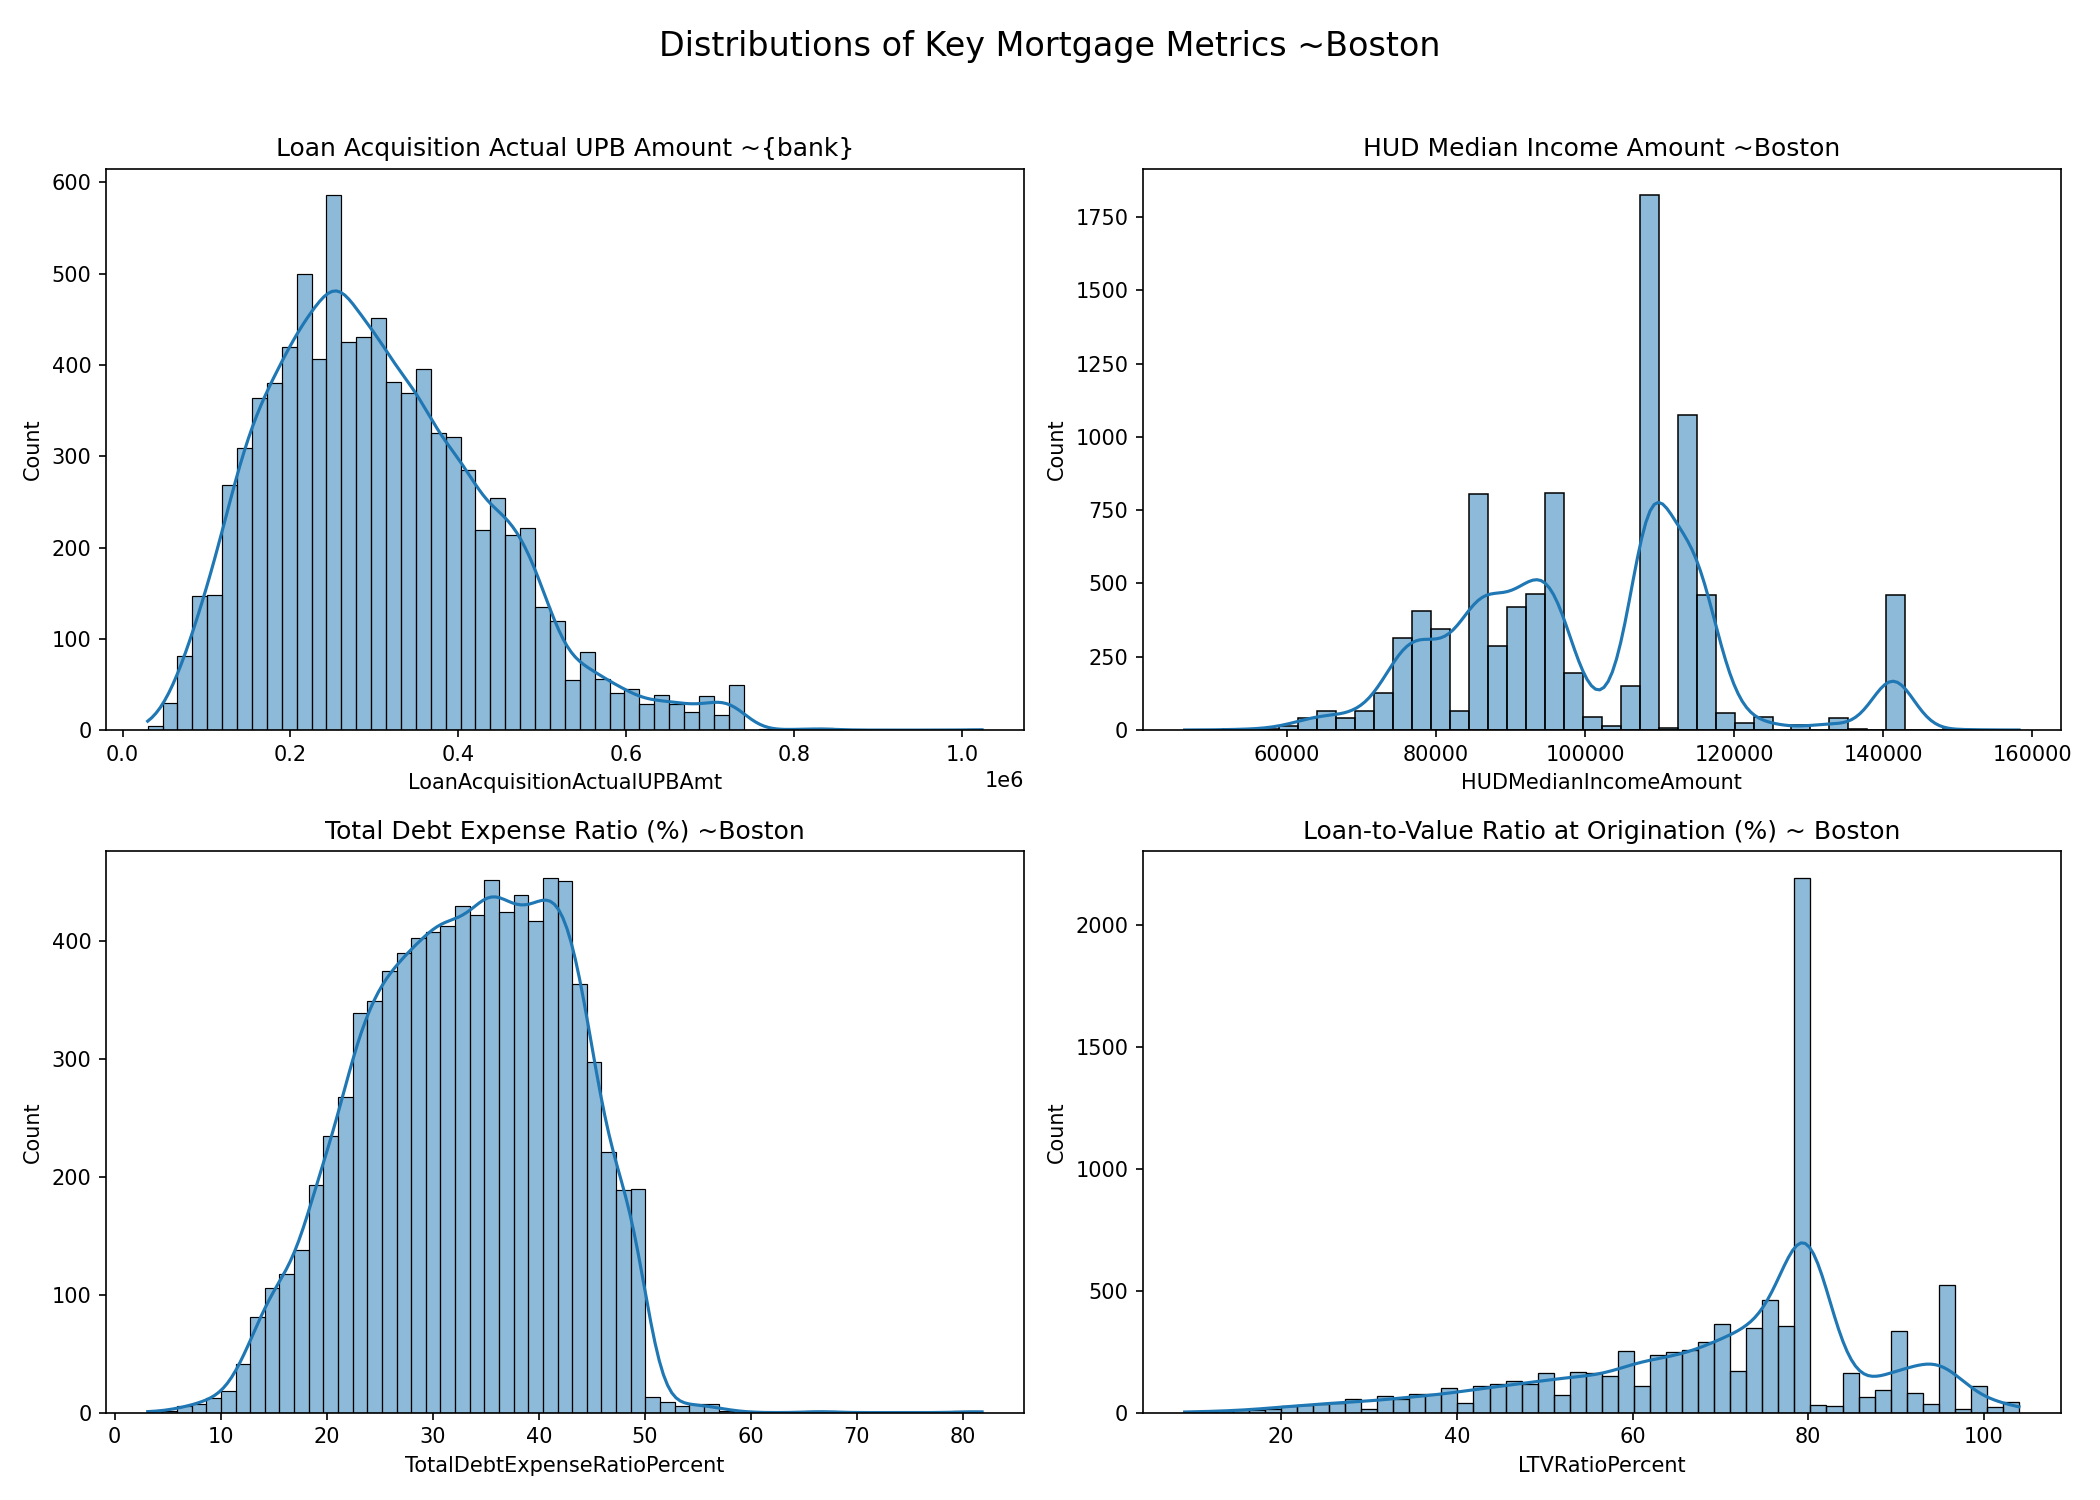 Distributions of Key Mortgage Metrics ~Boston
Loan Acquisition Actual UPB Amount ~{bank}
600
500
400
300
200
100
0
Count
0.0 0.2 0.4 0.6 0.8 1.0
1e6
LoanAcquisitionActualUPBAmt
HUD Median Income Amount ~Boston
1750
1500
1250
1000
750
500
250
0
Count
60000 80000 100000 120000 140000 160000
HUDMedianIncomeAmount
Total Debt Expense Ratio (%) ~Boston
400
300
200
100
0
Count
0 10 20 30 40 50 60 70 80
TotalDebtExpenseRatioPercent
Loan-to-Value Ratio at Origination (%) ~ Boston
2000
1500
1000
500
0
Count
20 40 60 80 100
LTVRatioPercent